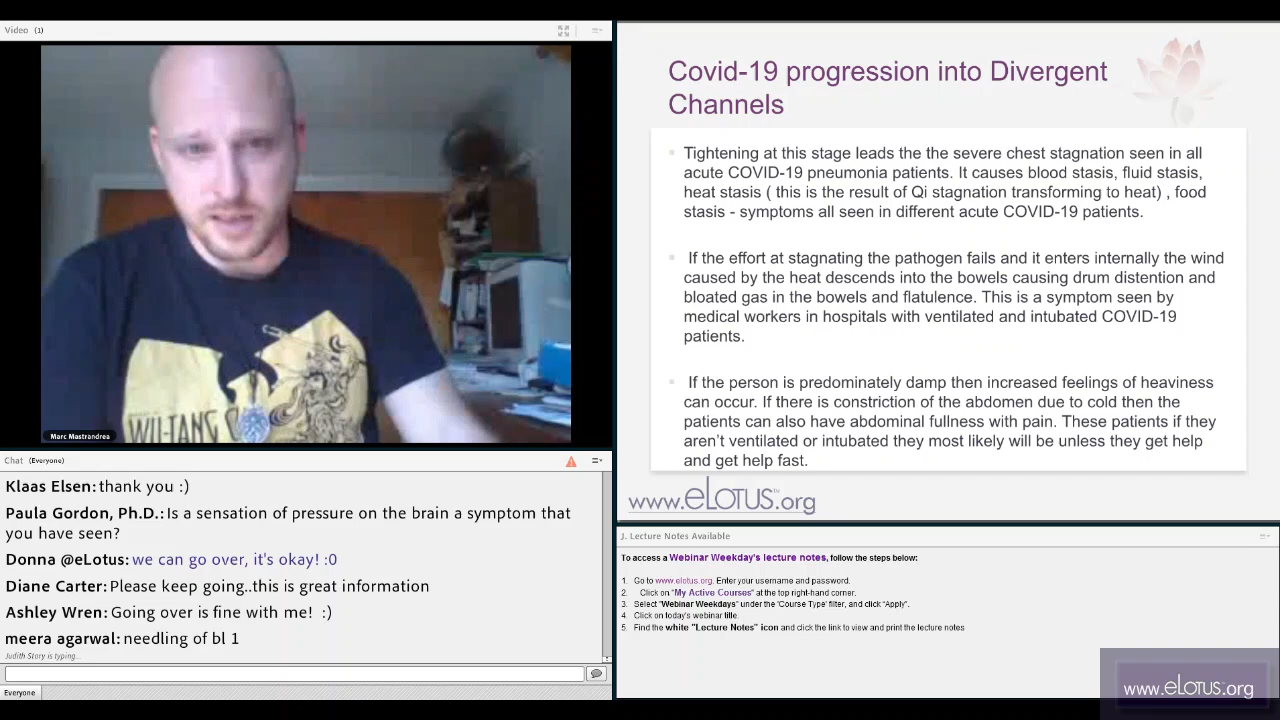 Video (1)
WU-TANG
Marc Mastrandrea
Chat (Everyone)
Klaas Elsen: thank you :)
Paula Gordon, Ph.D.: Is a sensation of pressure on the brain a symptom that
you have seen?
Donna @eLotus: we can go over, it's okay! :0
Diane Carter: Please keep going..this is great information
Ashley Wren: Going over is fine with me!  :)
meera agarwal: needling of bl 1
Judith Story is typing...
Everyone
Covid-19 progression into Divergent
Channels
Tightening at this stage leads the the severe chest stagnation seen in all
acute COVID-19 pneumonia patients. It causes blood stasis, fluid stasis,
heat stasis ( this is the result of Qi stagnation transforming to heat) , food
stasis - symptoms all seen in different acute COVID-19 patients.
If the effort at stagnating the pathogen fails and it enters internally the wind
caused by the heat descends into the bowels causing drum distention and
bloated gas in the bowels and flatulence. This is a symptom seen by
medical workers in hospitals with ventilated and intubated COVID-19
patients.
If the person is predominately damp then increased feelings of heaviness
can occur. If there is constriction of the abdomen due to cold then the
patients can also have abdominal fullness with pain. These patients if they
aren't ventilated or intubated they most likely will be unless they get help
and get help fast.
www.eLOTUS.org
J. Lecture Notes Available
To access a Webinar Weekday's lecture notes, follow the steps below:
1. Go to www.elotus.org. Enter your username and password.
2. Click on "My Active Courses" at the top right-hand corner.
3. Select "Webinar Weekdays" under the 'Course Type' filter, and click "Apply".
4. Click on today's webinar title.
5. Find the white "Lecture Notes" icon and click the link to view and print the lecture notes
www.eLOTUS.org